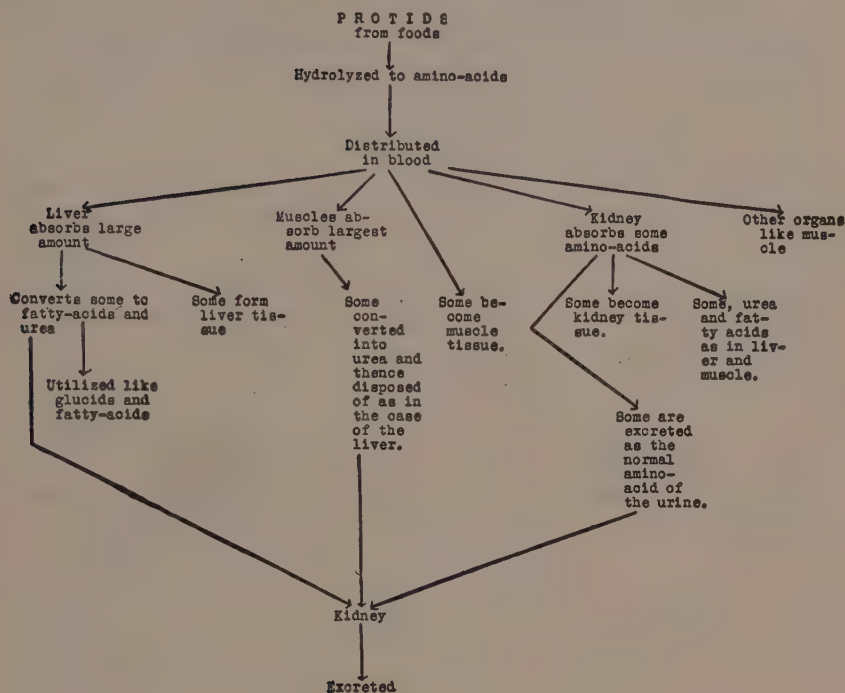 PROTIDS
from foods
Hydrolyzed to amino-acids
Distributed
in blood
Liver
absorbs large
amount
Muscles ab-
sorb largest
amount
Kidney
absorbs some
amino-acids
Other organs
like mus-
cle
Converts some to
fatty-acids and
urea
Some form
liver tis-
sue
Some
con-
verted
into
urea and
thence
disposed
of as in
the case
of the
liver.
Some be-
come
muscle
tissue.
Some become
kidney tis-
sue.
Some, urea
and fat-
ty acids
as in liv-
er and
muscle.
Utilized like
glucids and
fatty-acids
Some are
excreted
as the
normal
amino-
acid of
the urine.
Kidney
Excreted